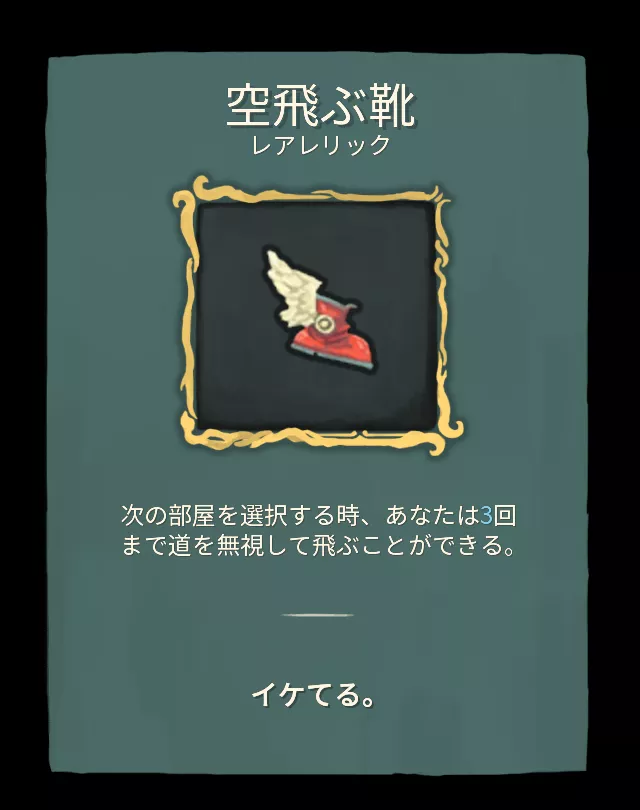 空飛ぶ靴
レアレリック
次の部屋を選択する時、あなたは3回
まで道を無視して飛ぶことができる。
イケてる。